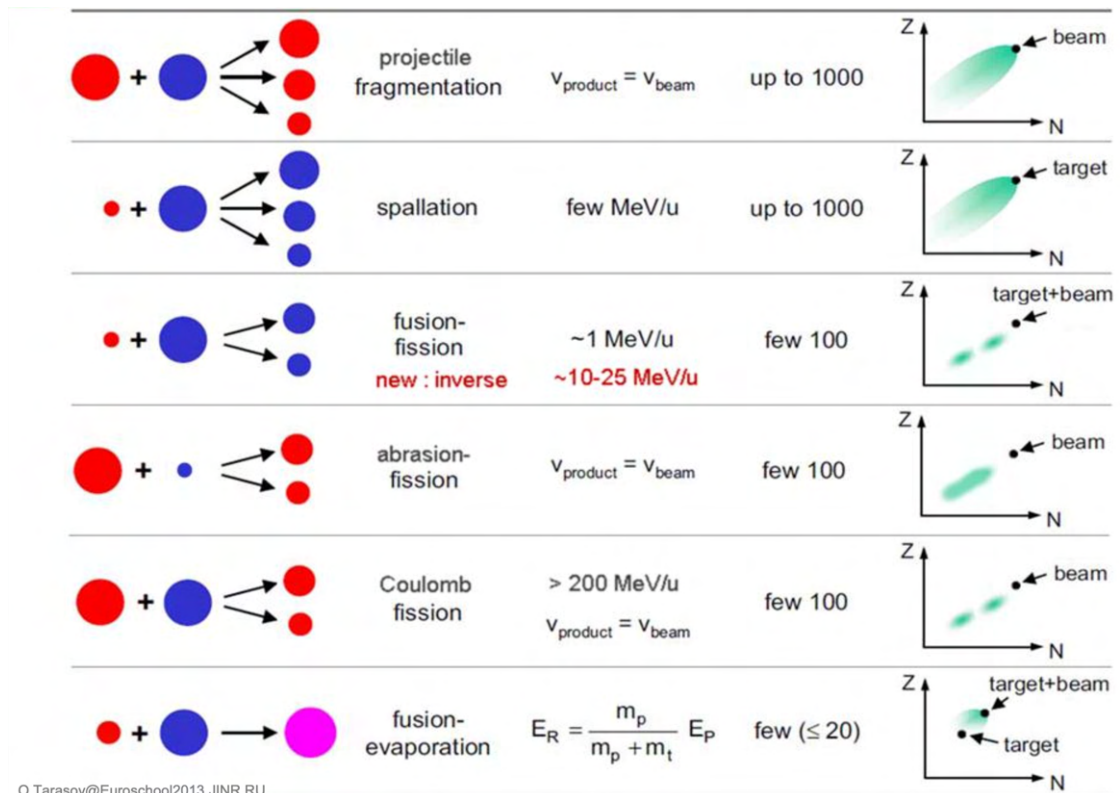 +
projectile
fragmentation
v_product = v_beam
up to 1000
Z
beam
N
+
spallation
few MeV/u
up to 1000
Z
target
N
+
fusion-
fission
new : inverse
~1 MeV/u
~10-25 MeV/u
few 100
Z
target+beam
N
+
abrasion-
fission
v_product = v_beam
few 100
Z
beam
N
+
Coulomb
fission
> 200 MeV/u
v_product = v_beam
few 100
Z
beam
N
+
fusion-
evaporation
E_R = m_p / (m_p + m_t) E_P
few (≤ 20)
Z
target+beam
target
N
O.Tarasov@Euroschool2013.JINR.RU